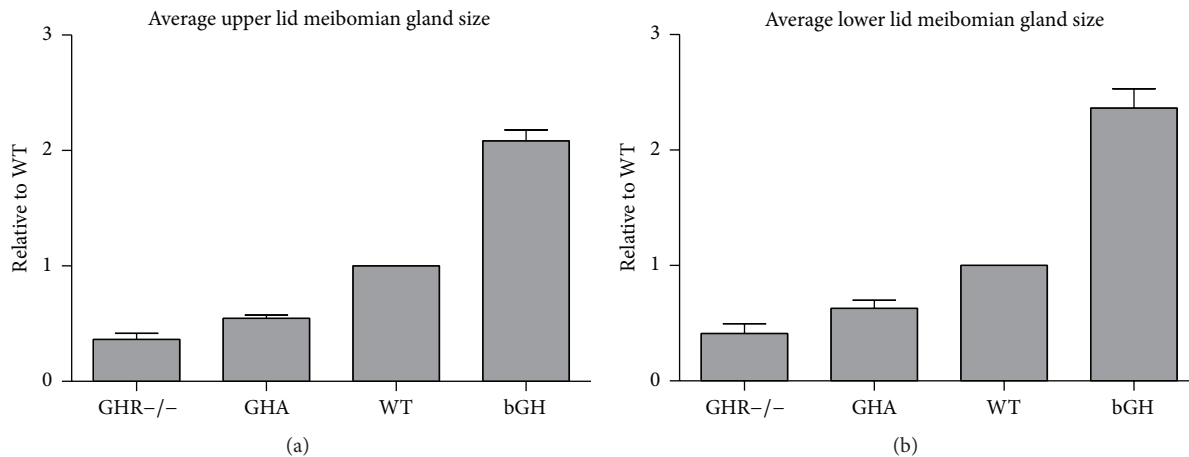 Average upper lid meibomian gland size
3
2
1
0
Relative to WT
GHR−/−
GHA
WT
bGH
(a)
Average lower lid meibomian gland size
3
2
1
0
Relative to WT
GHR−/−
GHA
WT
bGH
(b)